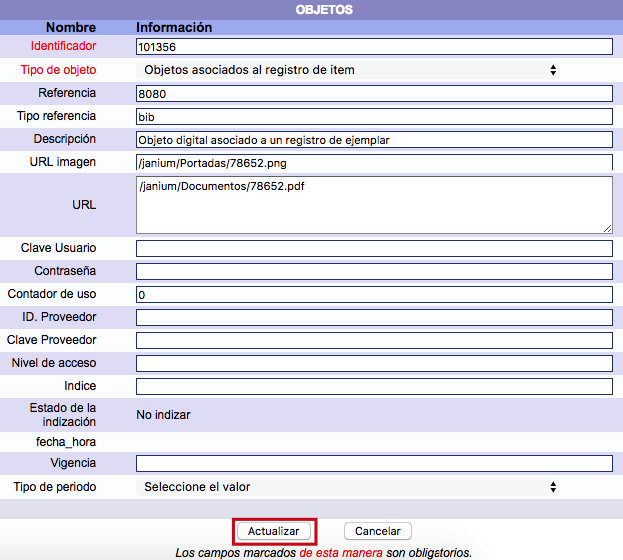 OBJETOS
Nombre Información
Identificador 101356
Tipo de objeto Objetos asociados al registro de item
Referencia 8080
Tipo referencia bib
Descripción Objeto digital asociado a un registro de ejemplar
URL imagen /janium/Portadas/78652.png
URL /janium/Documentos/78652.pdf
Clave Usuario
Contraseña
Contador de uso 0
ID. Proveedor
Clave Proveedor
Nivel de acceso
Indice
Estado de la
indización No indizar
fecha_hora
Vigencia
Tipo de periodo Seleccione el valor
Actualizar Cancelar
Los campos marcados de esta manera son obligatorios.